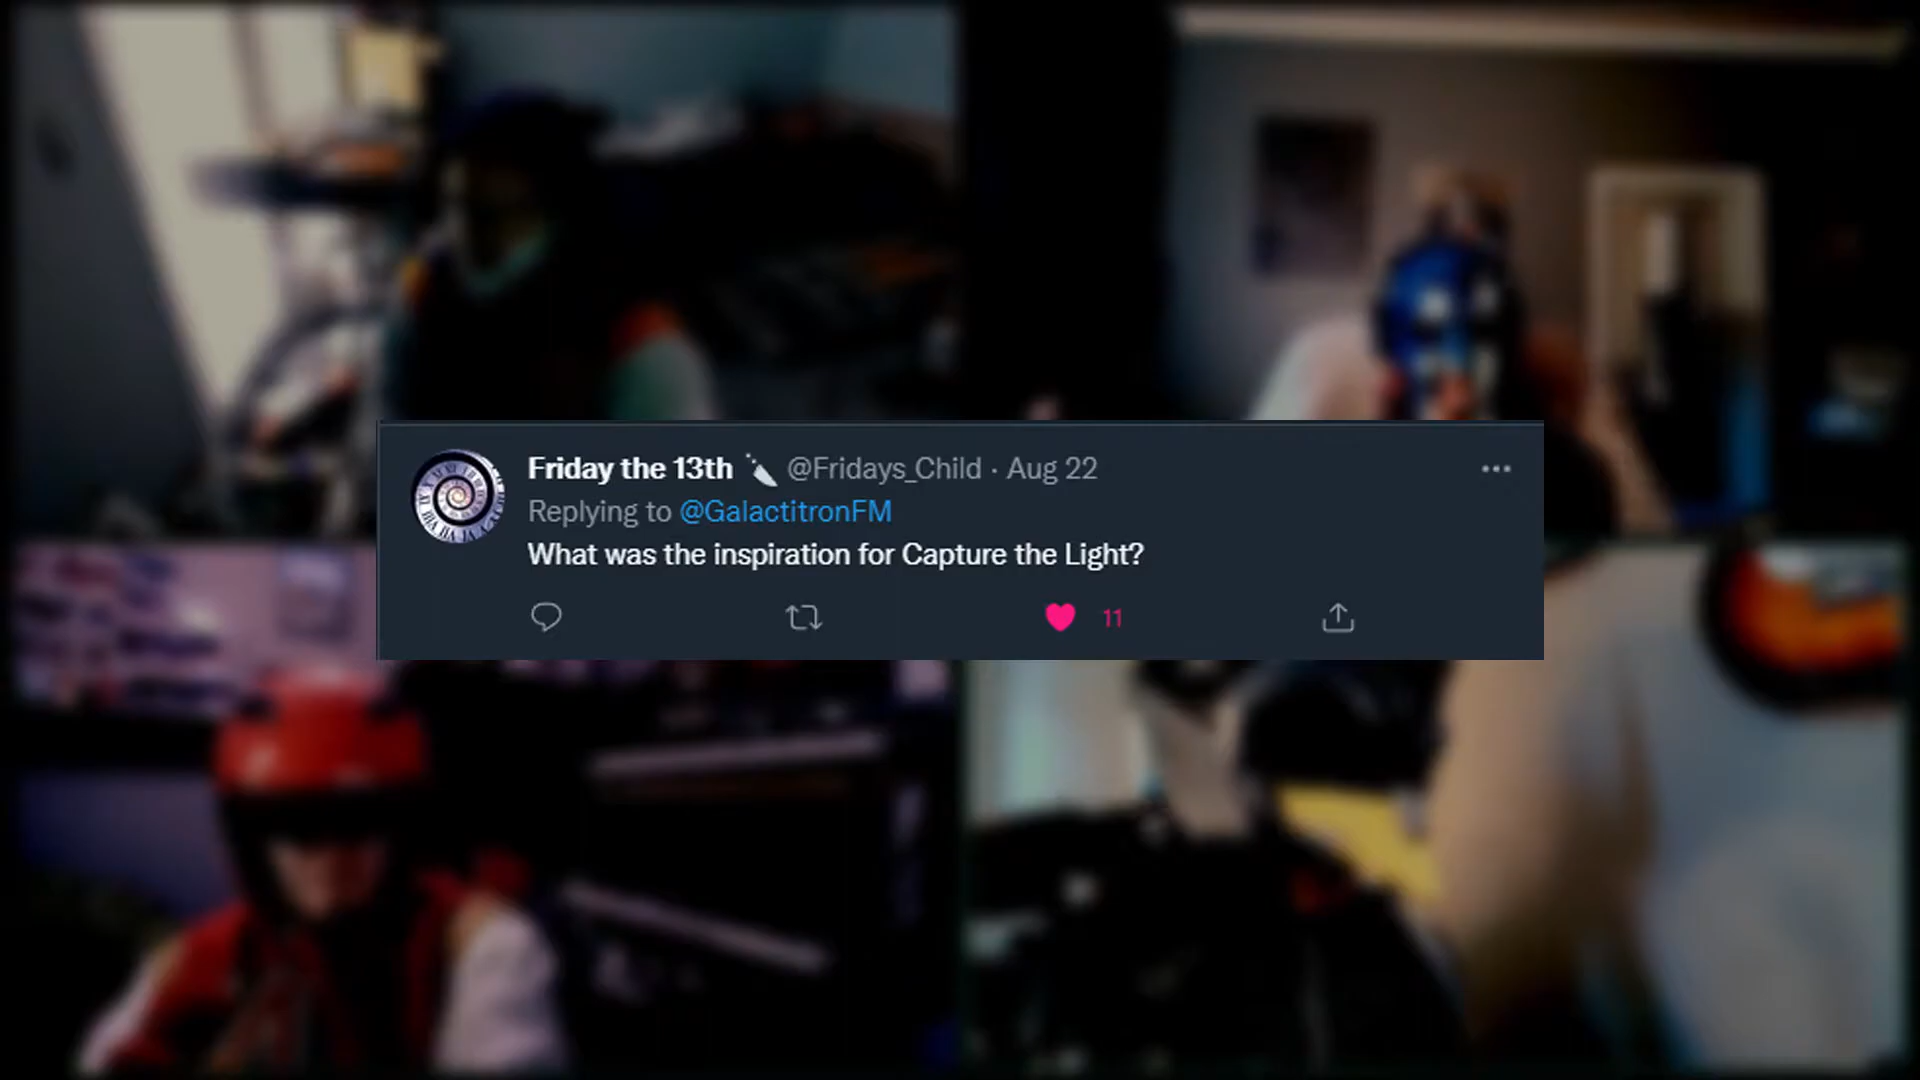 Friday the 13th 🔪 @Fridays_Child · Aug 22
Replying to @GalactitronFM
What was the inspiration for Capture the Light?
11